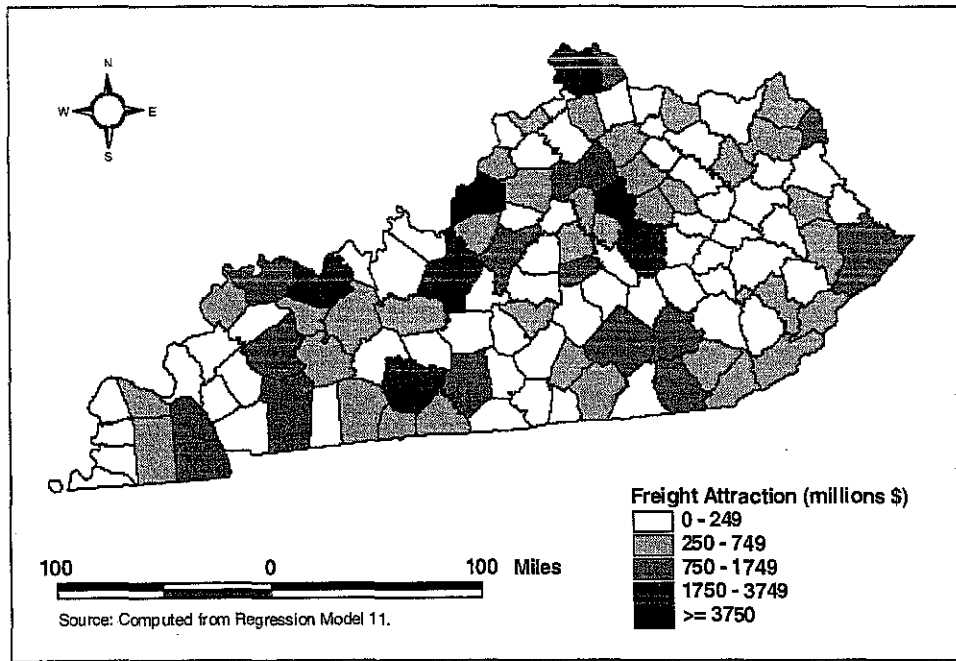 N
W E
S
Freight Attraction (millions $)
0 - 249
250 - 749
750 - 1749
1750 - 3749
>= 3750
100 0 100 Miles
Source: Computed from Regression Model 11.